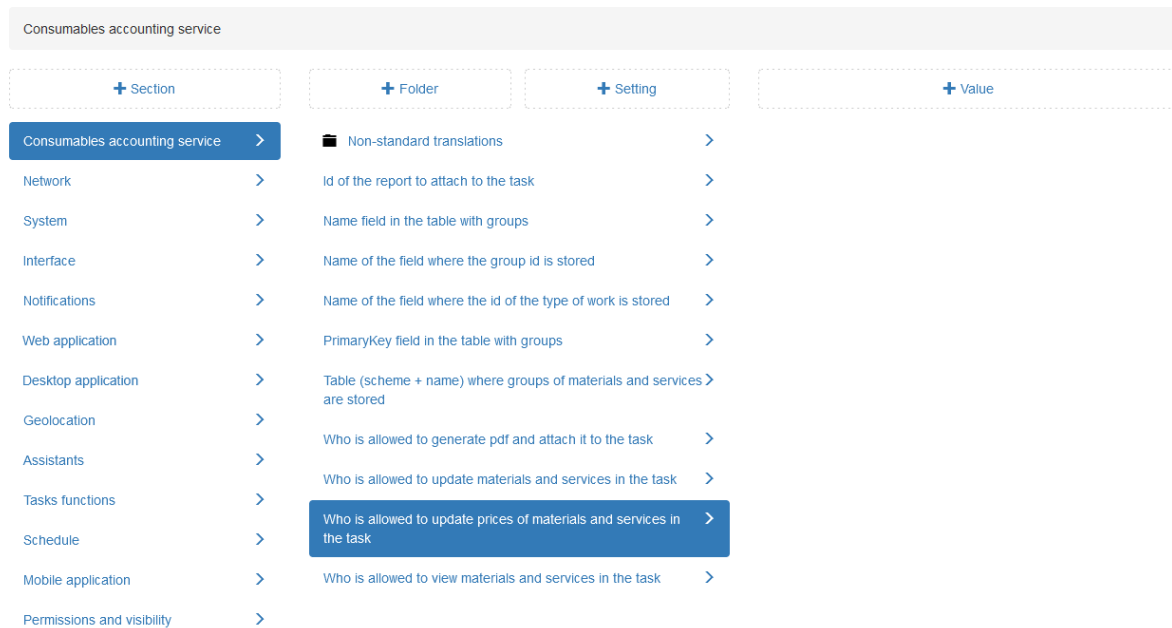 Consumables accounting service
+ Section
+ Folder
+ Setting
+ Value
Consumables accounting service
Network
System
Interface
Notifications
Web application
Desktop application
Geolocation
Assistants
Tasks functions
Schedule
Mobile application
Permissions and visibility
Non-standard translations
Id of the report to attach to the task
Name field in the table with groups
Name of the field where the group id is stored
Name of the field where the id of the type of work is stored
PrimaryKey field in the table with groups
Table (scheme + name) where groups of materials and services
are stored
Who is allowed to generate pdf and attach it to the task
Who is allowed to update materials and services in the task
Who is allowed to update prices of materials and services in
the task
Who is allowed to view materials and services in the task